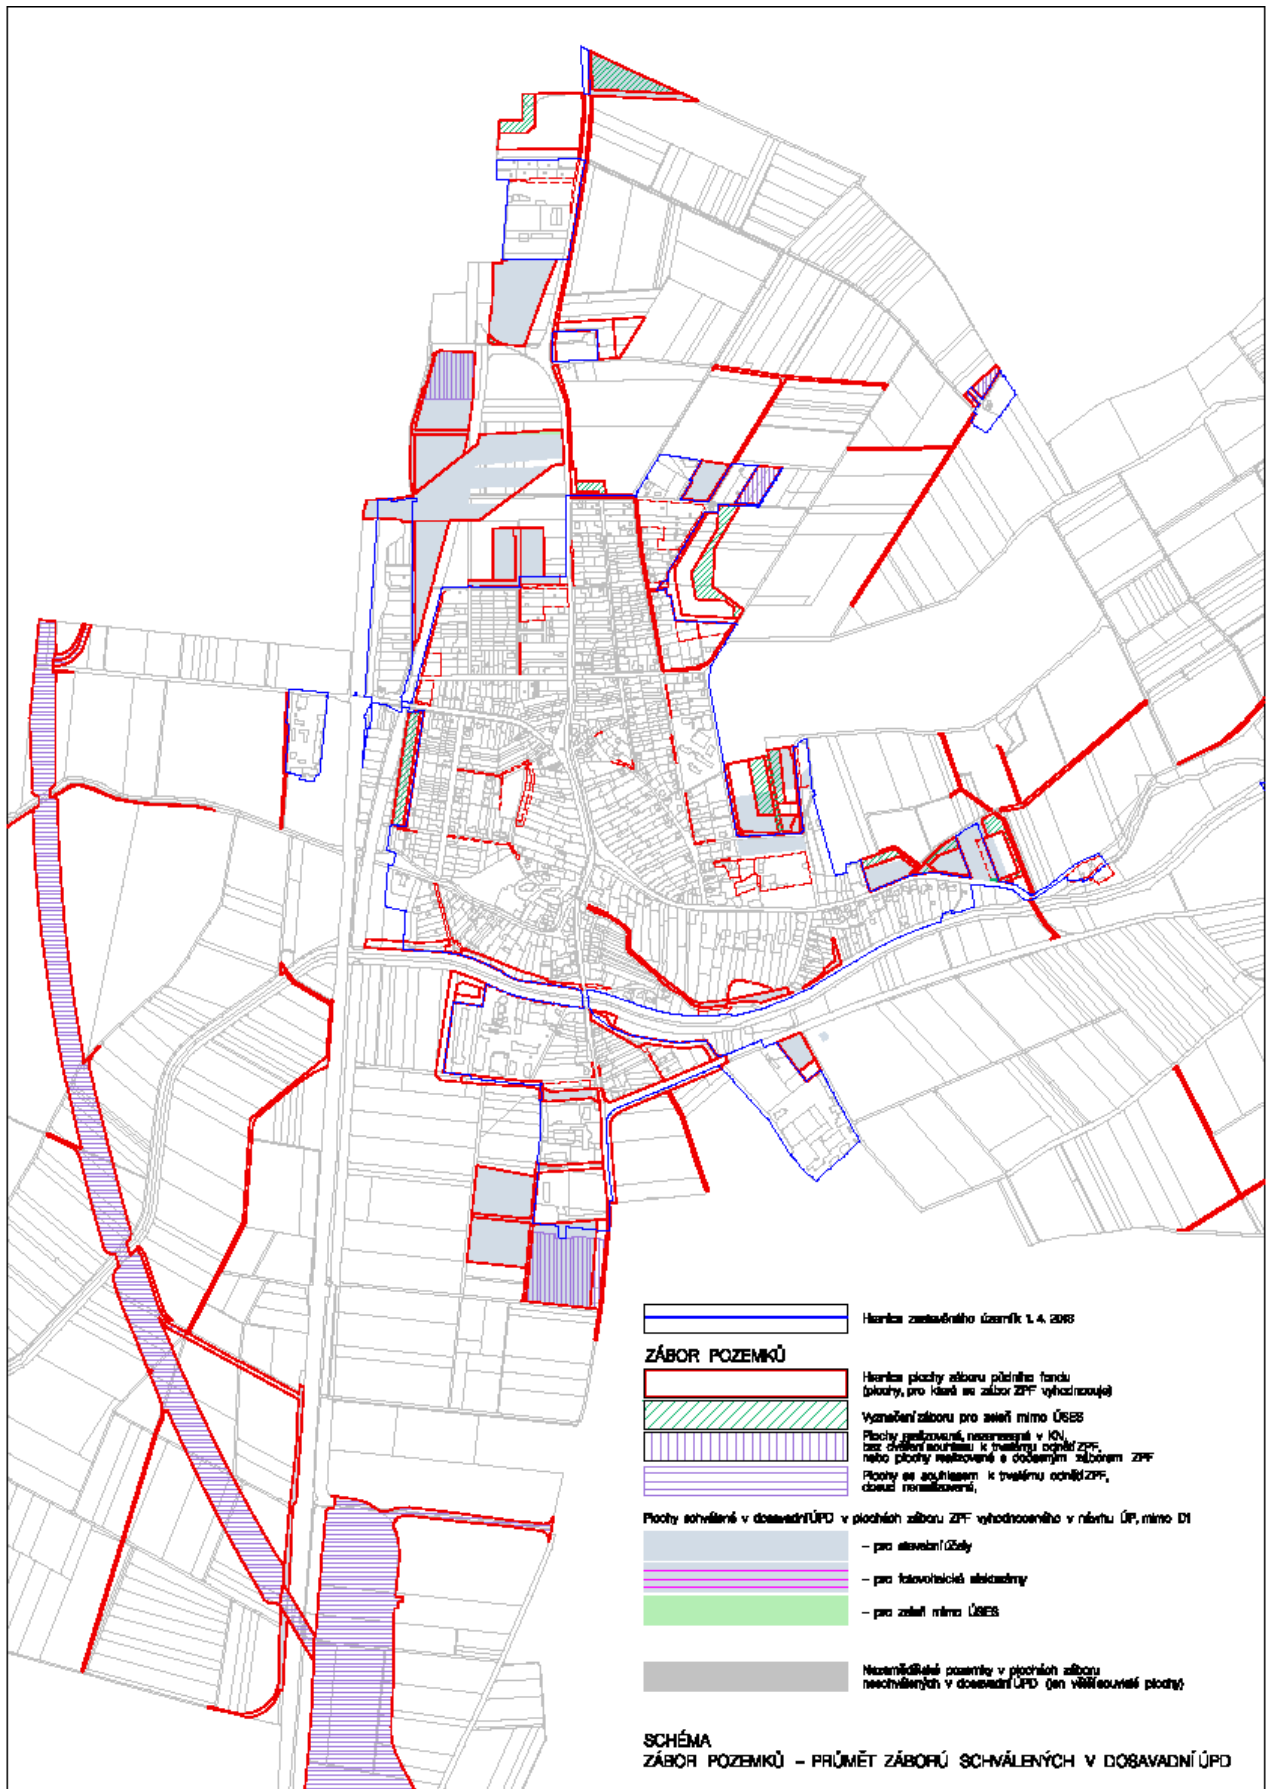 Hranice zastavěného území k 1. 4. 2013
ZÁBOR POZEMKŮ
Hranice plochy záboru půdního fondu
(plochy, pro které se zábor ZPF vyhodnocuje)
Vyznačení záboru pro zeleň mimo ÚSES
Plochy realizované, nezanesené v KN,
bez ověření souhlasu k trvalému odnětí ZPF,
nebo plochy realizované s dočasným záborem ZPF
Plochy se souhlasem k trvalému odnětí ZPF,
dosud nerealizované,
Plochy schválené v dosavadní ÚPD v plochách záboru ZPF vyhodnoceného v návrhu ÚP, mimo D1
- pro stavební účely
- pro fotovoltaické elektrárny
- pro zeleň mimo ÚSES
Nezemědělské pozemky v plochách záboru
neschválených v dosavadní ÚPD (jen větší souvislé plochy)
SCHÉMA
ZÁBOR POZEMKŮ - PRŮMĚT ZÁBORŮ SCHVÁLENÝCH V DOSAVADNÍ ÚPD